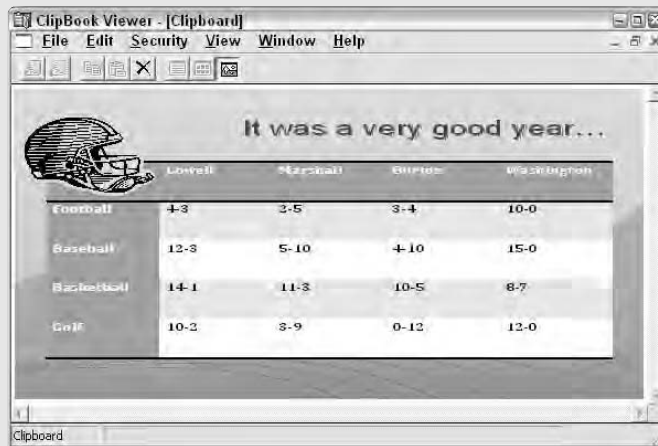 ClipBook Viewer - [Clipboard]
File Edit Security View Window Help
It was a very good year...
Lowell Marshall Burton Washington
Football 4-3 2-5 3-4 10-0
Baseball 12-3 5-10 4-10 15-0
Basketball 14-1 11-3 10-5 8-7
Golf 10-2 8-9 0-12 12-0
Clipboard